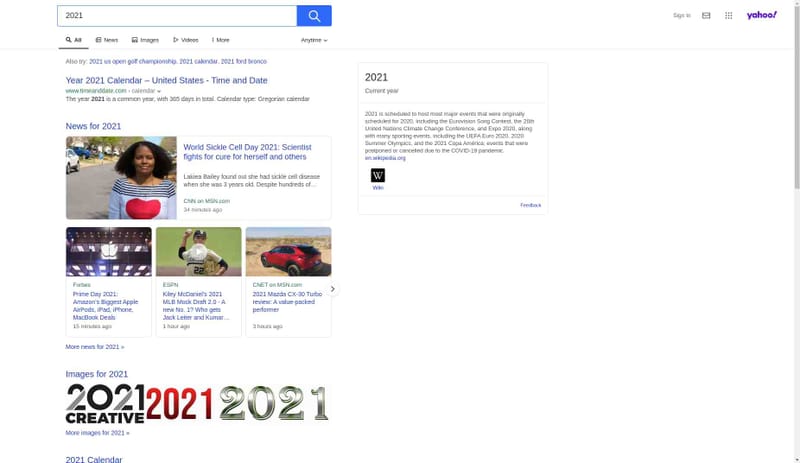 2021
Sign in
yahoo!
All
News
Images
Videos
More
Anytime
Also try: 2021 us open golf championship, 2021 calendar, 2021 ford bronco
Year 2021 Calendar – United States - Time and Date
www.timeanddate.com › calendar
The year 2021 is a common year, with 365 days in total. Calendar type: Gregorian calendar
News for 2021
World Sickle Cell Day 2021: Scientist
fights for cure for herself and others
Lakiea Bailey found out she had sickle cell disease
when she was 3 years old. Despite hundreds of…
CNN on MSN.com
34 minutes ago
Forbes
Prime Day 2021:
Amazon's Biggest Apple
AirPods, iPad, iPhone,
MacBook Deals
15 minutes ago
22
ESPN
Kiley McDaniel's 2021
MLB Mock Draft 2.0 - A
new No. 1? Who gets
Jack Leiter and Kumar…
1 hour ago
CNET on MSN.com
2021 Mazda CX-30 Turbo
review: A value-packed
performer
3 hours ago
More news for 2021 »
Images for 2021
2021
CREATIVE
2021
2021
More images for 2021 »
2021 Calendar
2021
Current year
2021 is scheduled to host most major events that were originally
scheduled for 2020, including the Eurovision Song Contest, the 26th
United Nations Climate Change Conference, and Expo 2020, along
with many sporting events, including the UEFA Euro 2020, 2020
Summer Olympics, and the 2021 Copa América; events that were
postponed or canceled due to the COVID-19 pandemic.
en.wikipedia.org
W
Wiki
Feedback